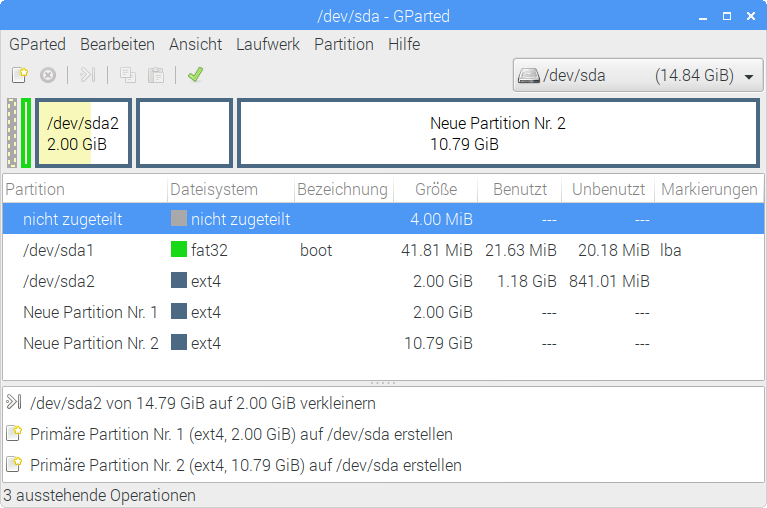 /dev/sda - GParted
GParted Bearbeiten Ansicht Laufwerk Partition Hilfe
/dev/sda (14.84 GiB)
/dev/sda2
2.00 GiB
Neue Partition Nr. 2
10.79 GiB
Partition Dateisystem Bezeichnung Größe Benutzt Unbenutzt Markierungen
nicht zugeteilt nicht zugeteilt 4.00 MiB --- ---
/dev/sda1 fat32 boot 41.81 MiB 21.63 MiB 20.18 MiB lba
/dev/sda2 ext4 2.00 GiB 1.18 GiB 841.01 MiB
Neue Partition Nr. 1 ext4 2.00 GiB --- ---
Neue Partition Nr. 2 ext4 10.79 GiB --- ---
/dev/sda2 von 14.79 GiB auf 2.00 GiB verkleinern
Primäre Partition Nr. 1 (ext4, 2.00 GiB) auf /dev/sda erstellen
Primäre Partition Nr. 2 (ext4, 10.79 GiB) auf /dev/sda erstellen
3 ausstehende Operationen